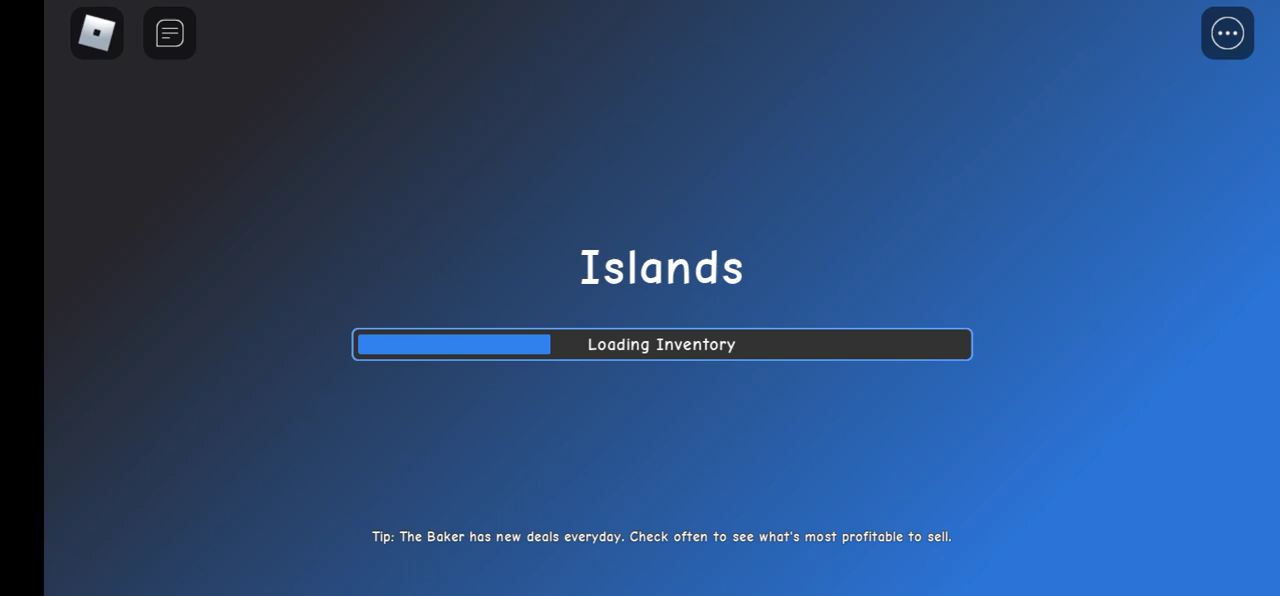 Islands
Loading Inventory
Tip: The Baker has new deals everyday. Check often to see what's most profitable to sell.